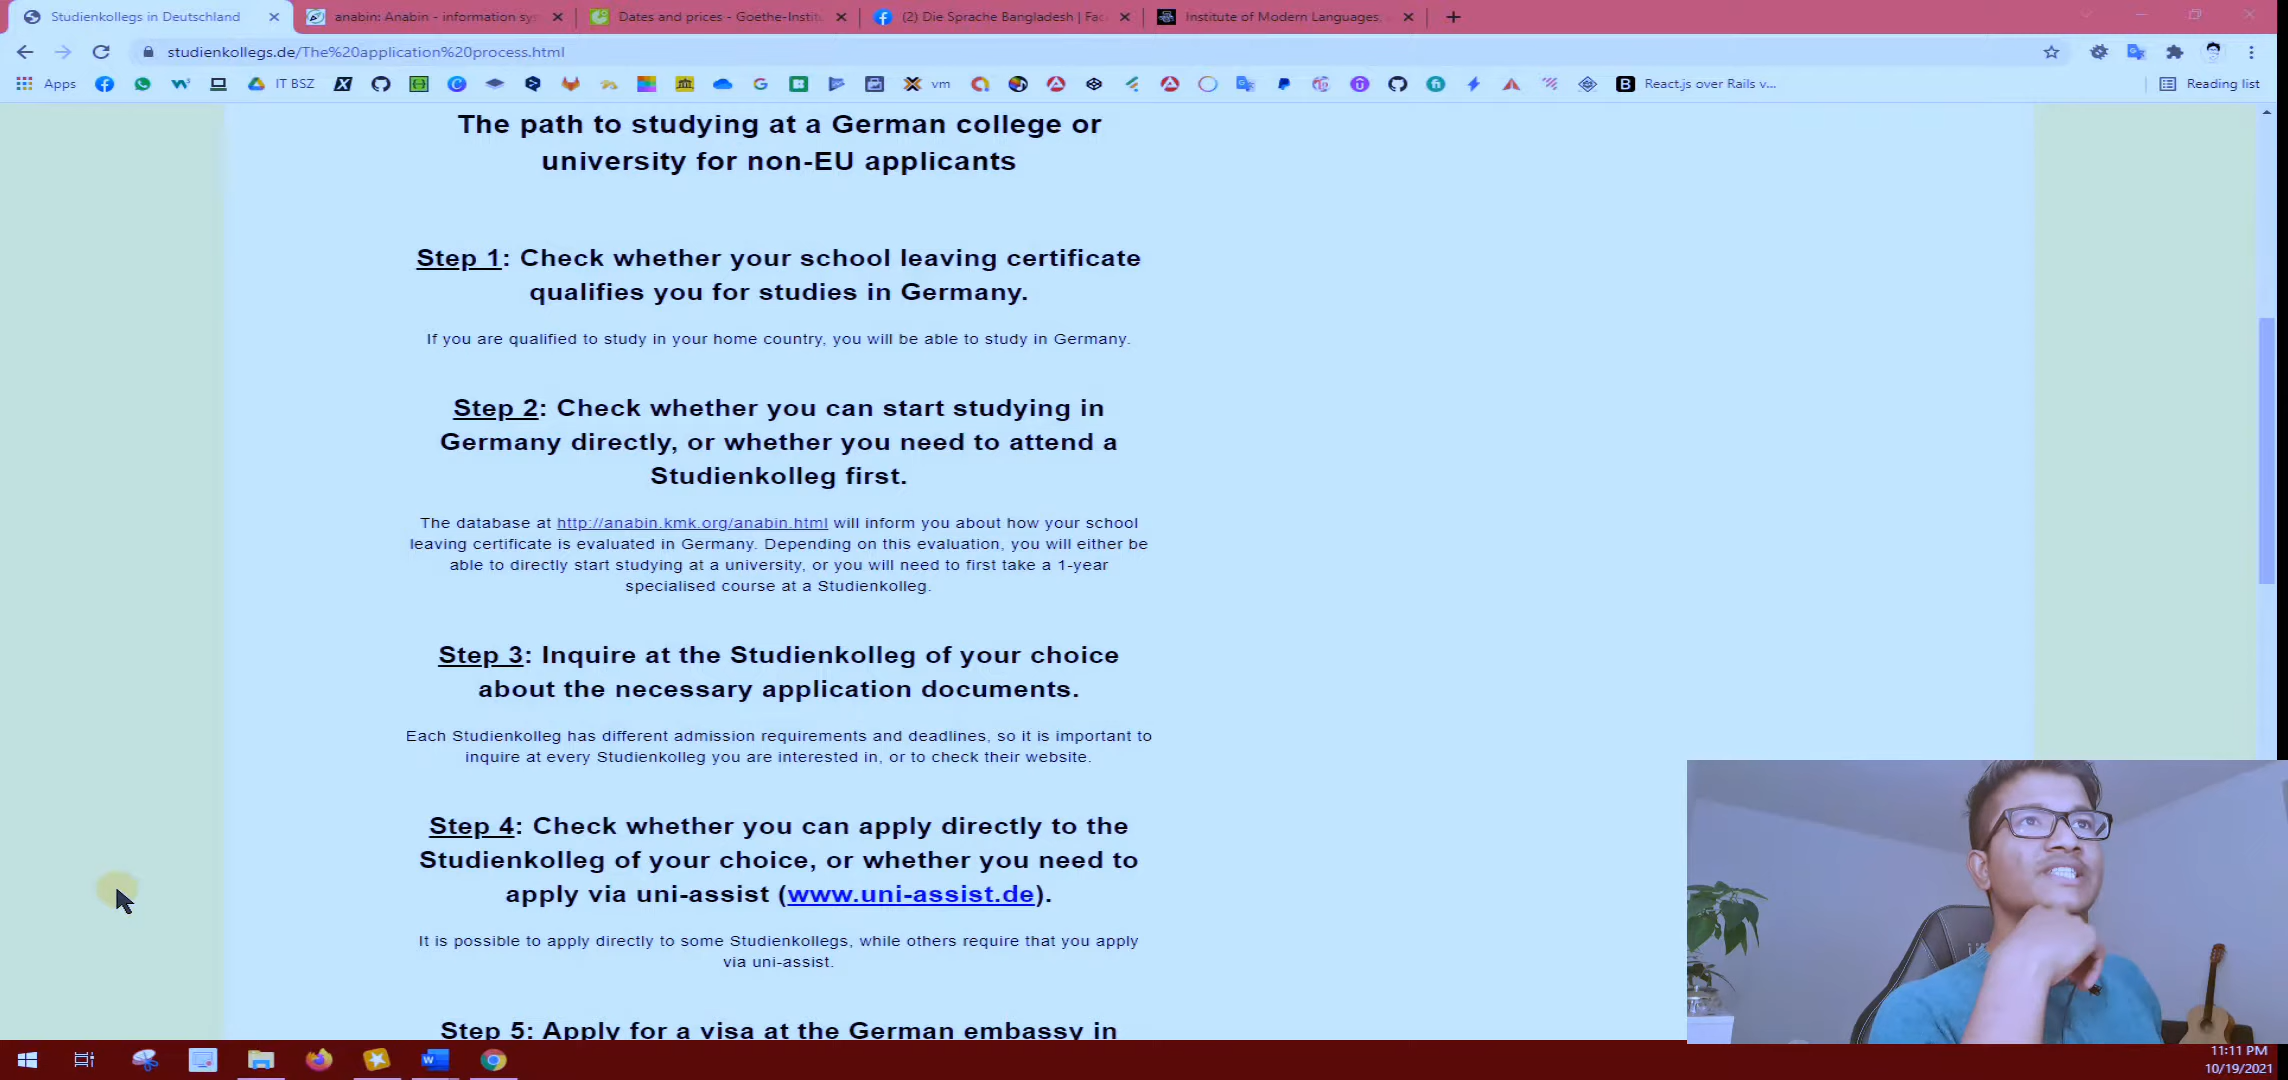 Studienkollegs in Deutschland
anabin: Anabin - information sys
Dates and prices - Goethe-Institu
(2) Die Sprache Bangladesh | Fac
Institute of Modern Languages,
studienkollegs.de/The%20application%20process.html
Apps
IT BSZ
vm
React.js over Rails v...
Reading list
The path to studying at a German college or
university for non-EU applicants
Step 1: Check whether your school leaving certificate
qualifies you for studies in Germany.
If you are qualified to study in your home country, you will be able to study in Germany.
Step 2: Check whether you can start studying in
Germany directly, or whether you need to attend a
Studienkolleg first.
The database at http://anabin.kmk.org/anabin.html will inform you about how your school
leaving certificate is evaluated in Germany. Depending on this evaluation, you will either be
able to directly start studying at a university, or you will need to first take a 1-year
specialised course at a Studienkolleg.
Step 3: Inquire at the Studienkolleg of your choice
about the necessary application documents.
Each Studienkolleg has different admission requirements and deadlines, so it is important to
inquire at every Studienkolleg you are interested in, or to check their website.
Step 4: Check whether you can apply directly to the
Studienkolleg of your choice, or whether you need to
apply via uni-assist (www.uni-assist.de).
It is possible to apply directly to some Studienkollegs, while others require that you apply
via uni-assist.
Step 5: Apply for a visa at the German embassy in
11:11 PM
10/19/2021